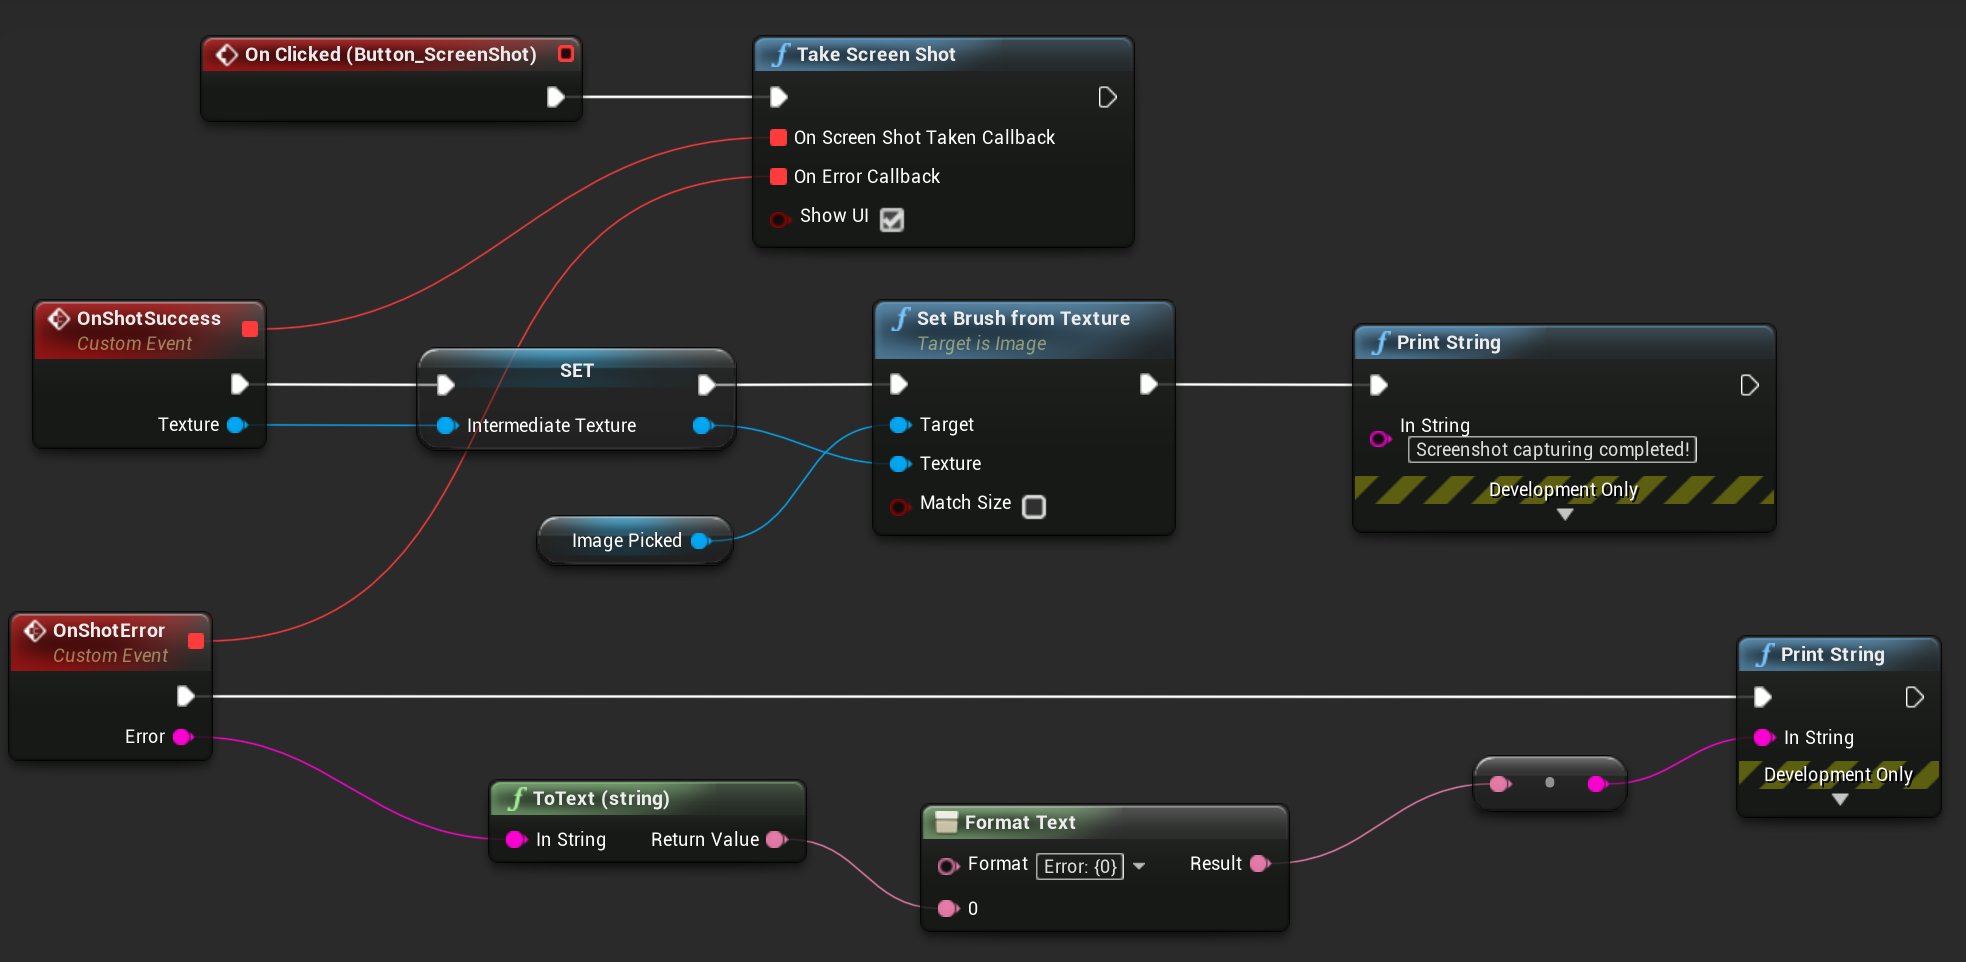 On Clicked (Button_ScreenShot)
Take Screen Shot
On Screen Shot Taken Callback
On Error Callback
Show UI
OnShotSuccess
Custom Event
Texture
SET
Intermediate Texture
Image Picked
Set Brush from Texture
Target is Image
Target
Texture
Match Size
Print String
In String
Screenshot capturing completed!
Development Only
OnShotError
Custom Event
Error
ToText (string)
In String Return Value
Format Text
Format Error: {0} Result
0
Print String
In String
Development Only